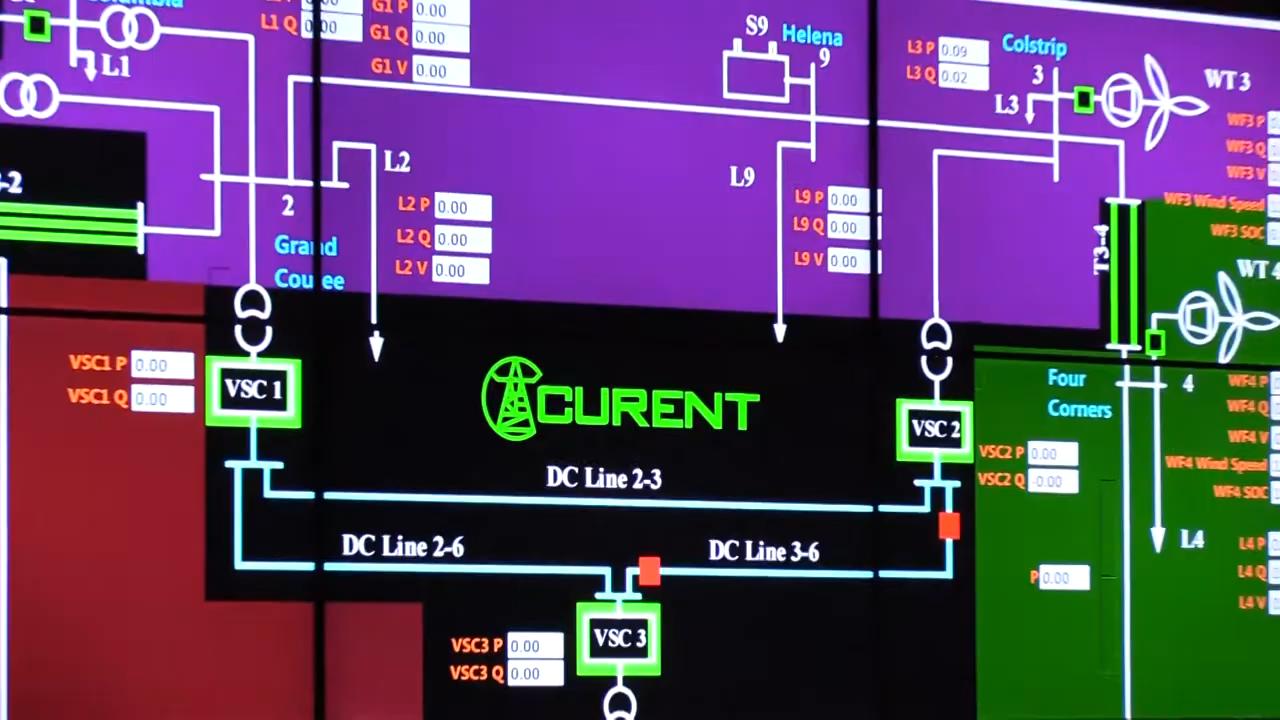 L1 Q 0.00
G1 P 0.00
G1 Q 0.00
G1 V 0.00
L1
S9
Helena
9
L3 P 0.09
L3 Q 0.02
Colstrip
3
L3
WT 3
WF3 P
WF3 Q
WF3 V
WF3 Wind Speed
WF3 SOC
L2
2
Grand
Coulee
L2 P 0.00
L2 Q 0.00
L2 V 0.00
L9
L9 P 0.00
L9 Q 0.00
L9 V 0.00
T3-4
WT 4
VSC1 P 0.00
VSC1 Q 0.00
VSC 1
CURENT
VSC 2
VSC2 P 0.00
VSC2 Q -0.00
Four
Corners
4
WF4 P
WF4 Q
WF4 V
WF4 Wind Speed
WF4 SOC
DC Line 2-3
DC Line 2-6
DC Line 3-6
L4
P 0.00
L4 P
L4 Q
L4 V
VSC 3
VSC3 P 0.00
VSC3 Q 0.00